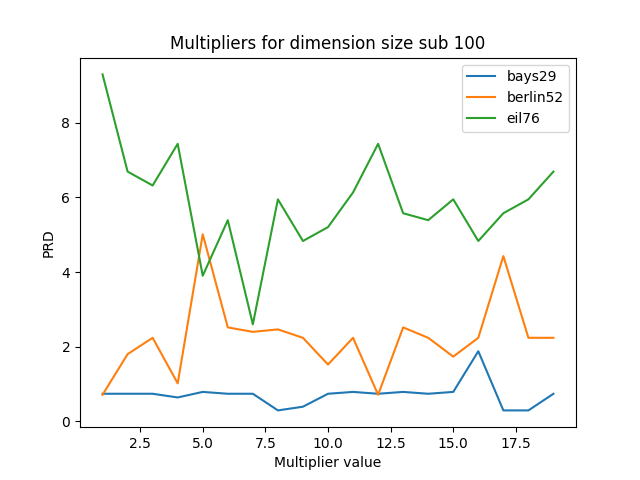 Multipliers for dimension size sub 100
bays29
berlin52
eil76
PRD
8
6
4
2
0
2.5 5.0 7.5 10.0 12.5 15.0 17.5
Multiplier value